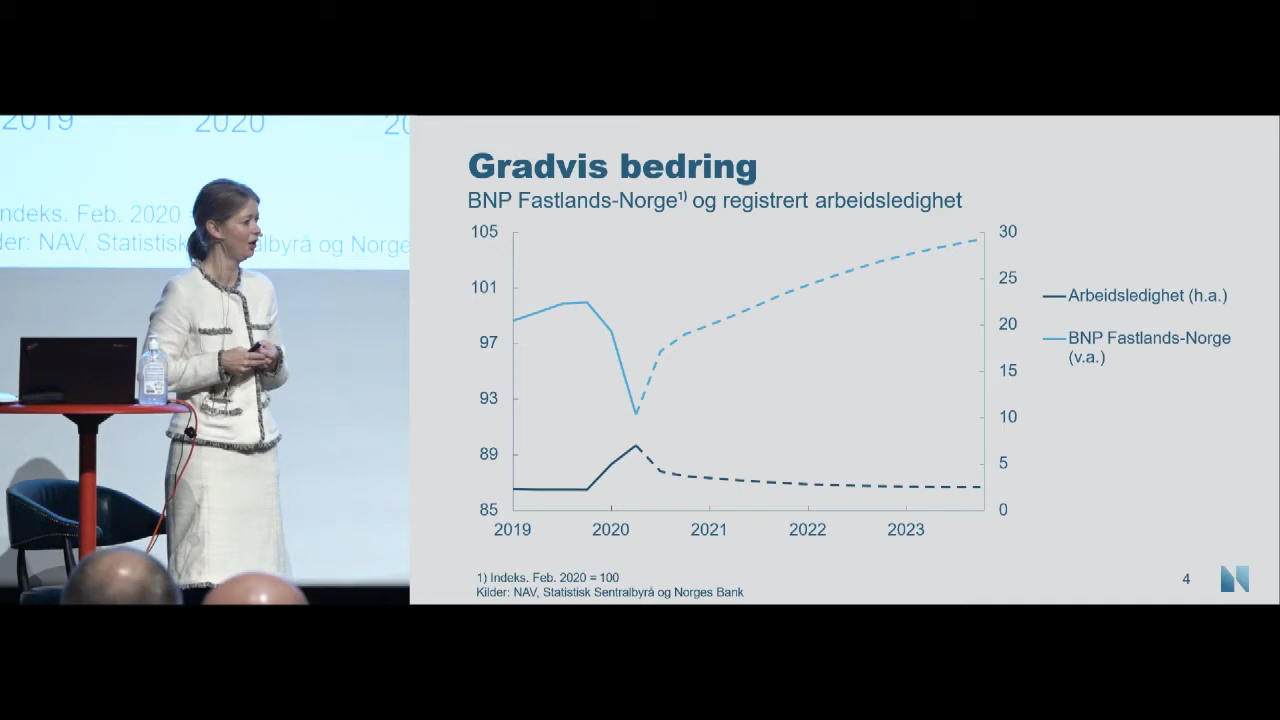 2019 2020
ndeks. Feb. 2020
der: NAV, Statistisk Sentralbyrå og Norge
Gradvis bedring
BNP Fastlands-Norge¹⁾ og registrert arbeidsledighet
105 30
25
101
20
97
15
93
10
89
5
85 0
2019 2020 2021 2022 2023
Arbeidsledighet (h.a.)
BNP Fastlands-Norge
(v.a.)
1) Indeks. Feb. 2020 = 100
Kilder: NAV, Statistisk Sentralbyrå og Norges Bank
4